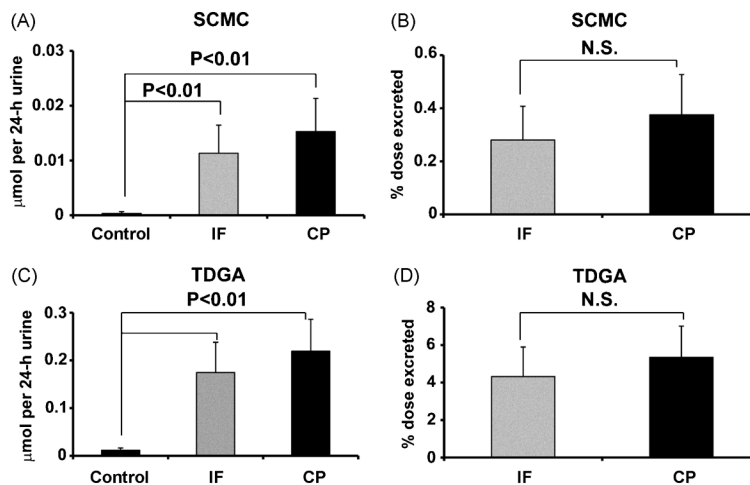 (A) SCMC
0.03
0.02
0.01
0
μmol per 24-h urine
P<0.01
P<0.01
Control IF CP
(B) SCMC
0.6
0.4
0.2
0
% dose excreted
N.S.
IF CP
(C) TDGA
0.3
0.2
0.1
0
μmol per 24-h urine
P<0.01
Control IF CP
(D) TDGA
8
6
4
2
0
% dose excreted
N.S.
IF CP